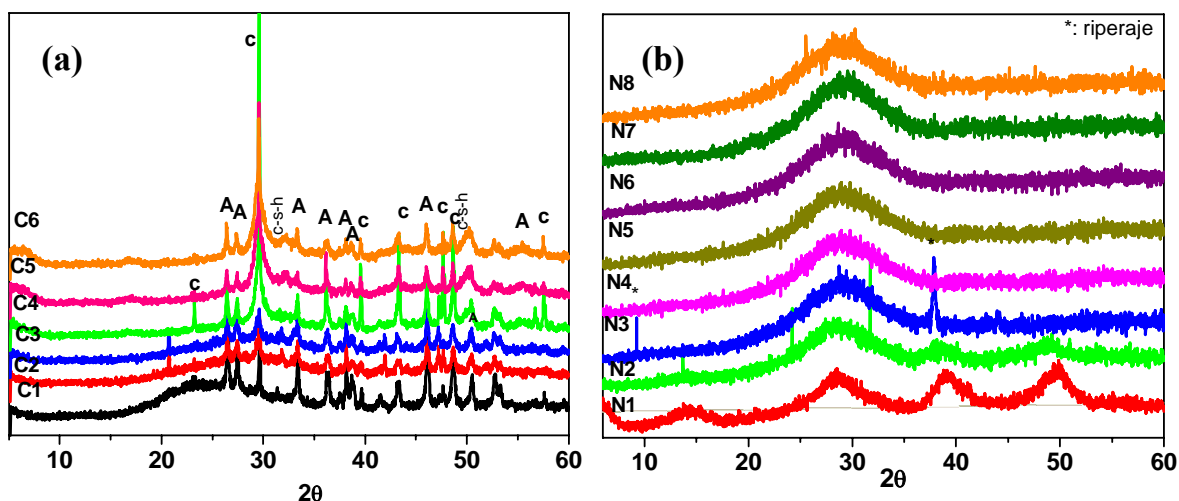 (a)
c
A A
c-s-h
A
A A
A
c
c
A c
c
c-s-h
A c
c
A
C6
C5
C4
C3
C2
C1
10 20 30 40 50 60
2θ
(b)
*: riperaje
N8
N7
N6
N5
N4
*
*
N3
N2
N1
10 20 30 40 50 60
2θ